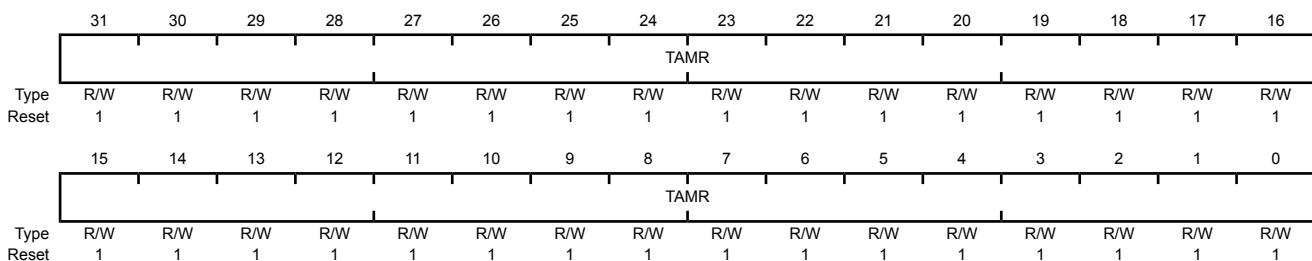 31 30 29 28 27 26 25 24 23 22 21 20 19 18 17 16
TAMR
Type R/W R/W R/W R/W R/W R/W R/W R/W R/W R/W R/W R/W R/W R/W R/W R/W
Reset 1 1 1 1 1 1 1 1 1 1 1 1 1 1 1 1
15 14 13 12 11 10 9 8 7 6 5 4 3 2 1 0
TAMR
Type R/W R/W R/W R/W R/W R/W R/W R/W R/W R/W R/W R/W R/W R/W R/W R/W
Reset 1 1 1 1 1 1 1 1 1 1 1 1 1 1 1 1